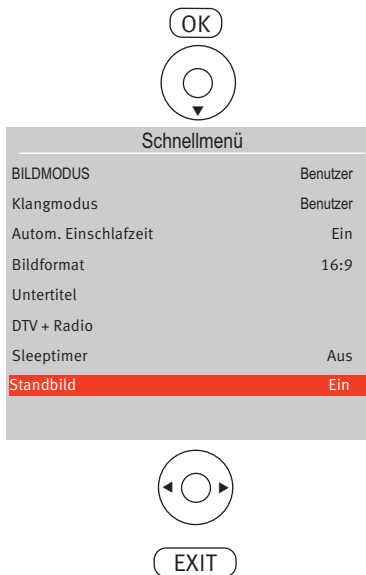 OK
Schnellmenü
BILDMODUS Benutzer
Klangmodus Benutzer
Autom. Einschlafzeit Ein
Bildformat 16:9
Untertitel
DTV + Radio
Sleeptimer Aus
Standbild Ein
EXIT